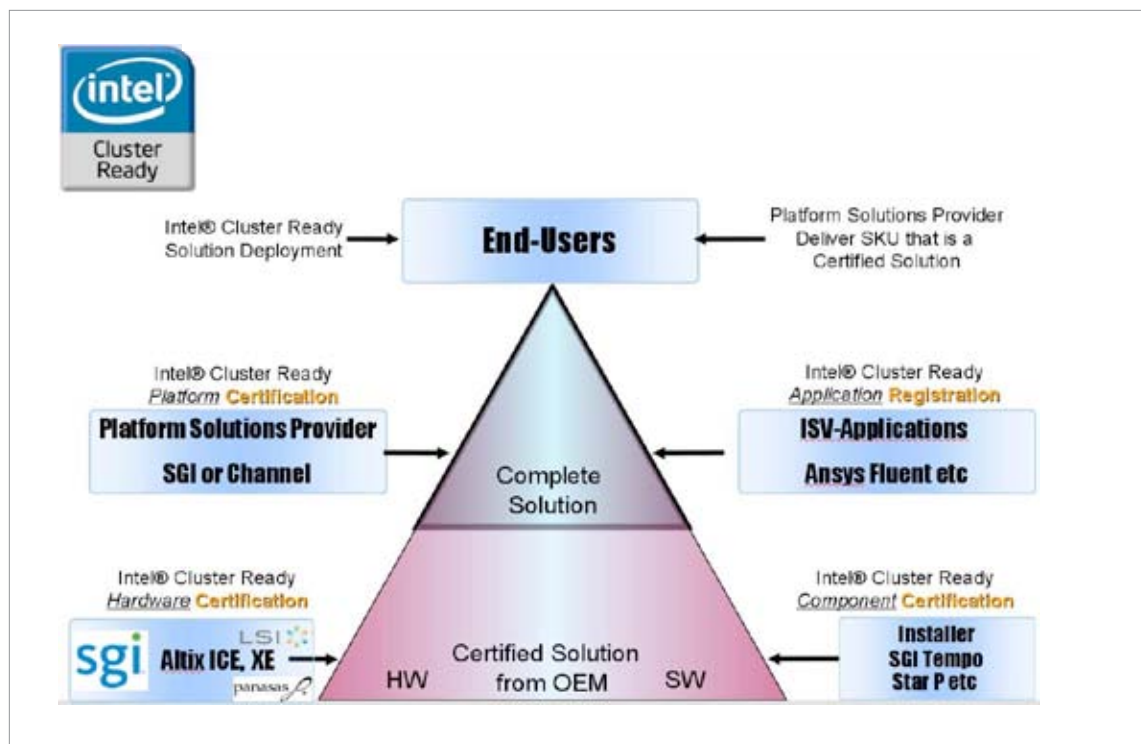 intel
Cluster
Ready
Intel® Cluster Ready
Solution Deployment
End-Users
Platform Solutions Provider
Deliver SKU that is a
Certified Solution
Intel® Cluster Ready
Platform Certification
Platform Solutions Provider
SGI or Channel
Intel® Cluster Ready
Application Registration
ISV-Applications
Ansys Fluent etc
Complete
Solution
Intel® Cluster Ready
Hardware Certification
sgi
LSI
Altix ICE, XE
panasas
Intel® Cluster Ready
Component Certification
Installer
SGI Tempo
Star P etc
Certified Solution
from OEM
HW
SW